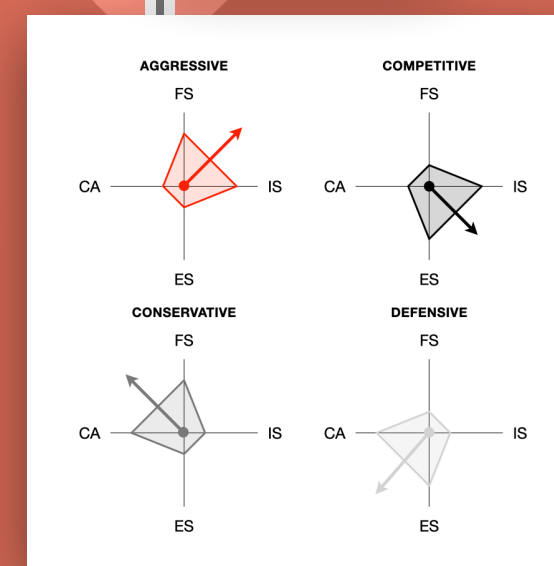 AGGRESSIVE
FS
CA
IS
ES
COMPETITIVE
FS
CA
IS
ES
CONSERVATIVE
FS
CA
IS
ES
DEFENSIVE
FS
CA
IS
ES